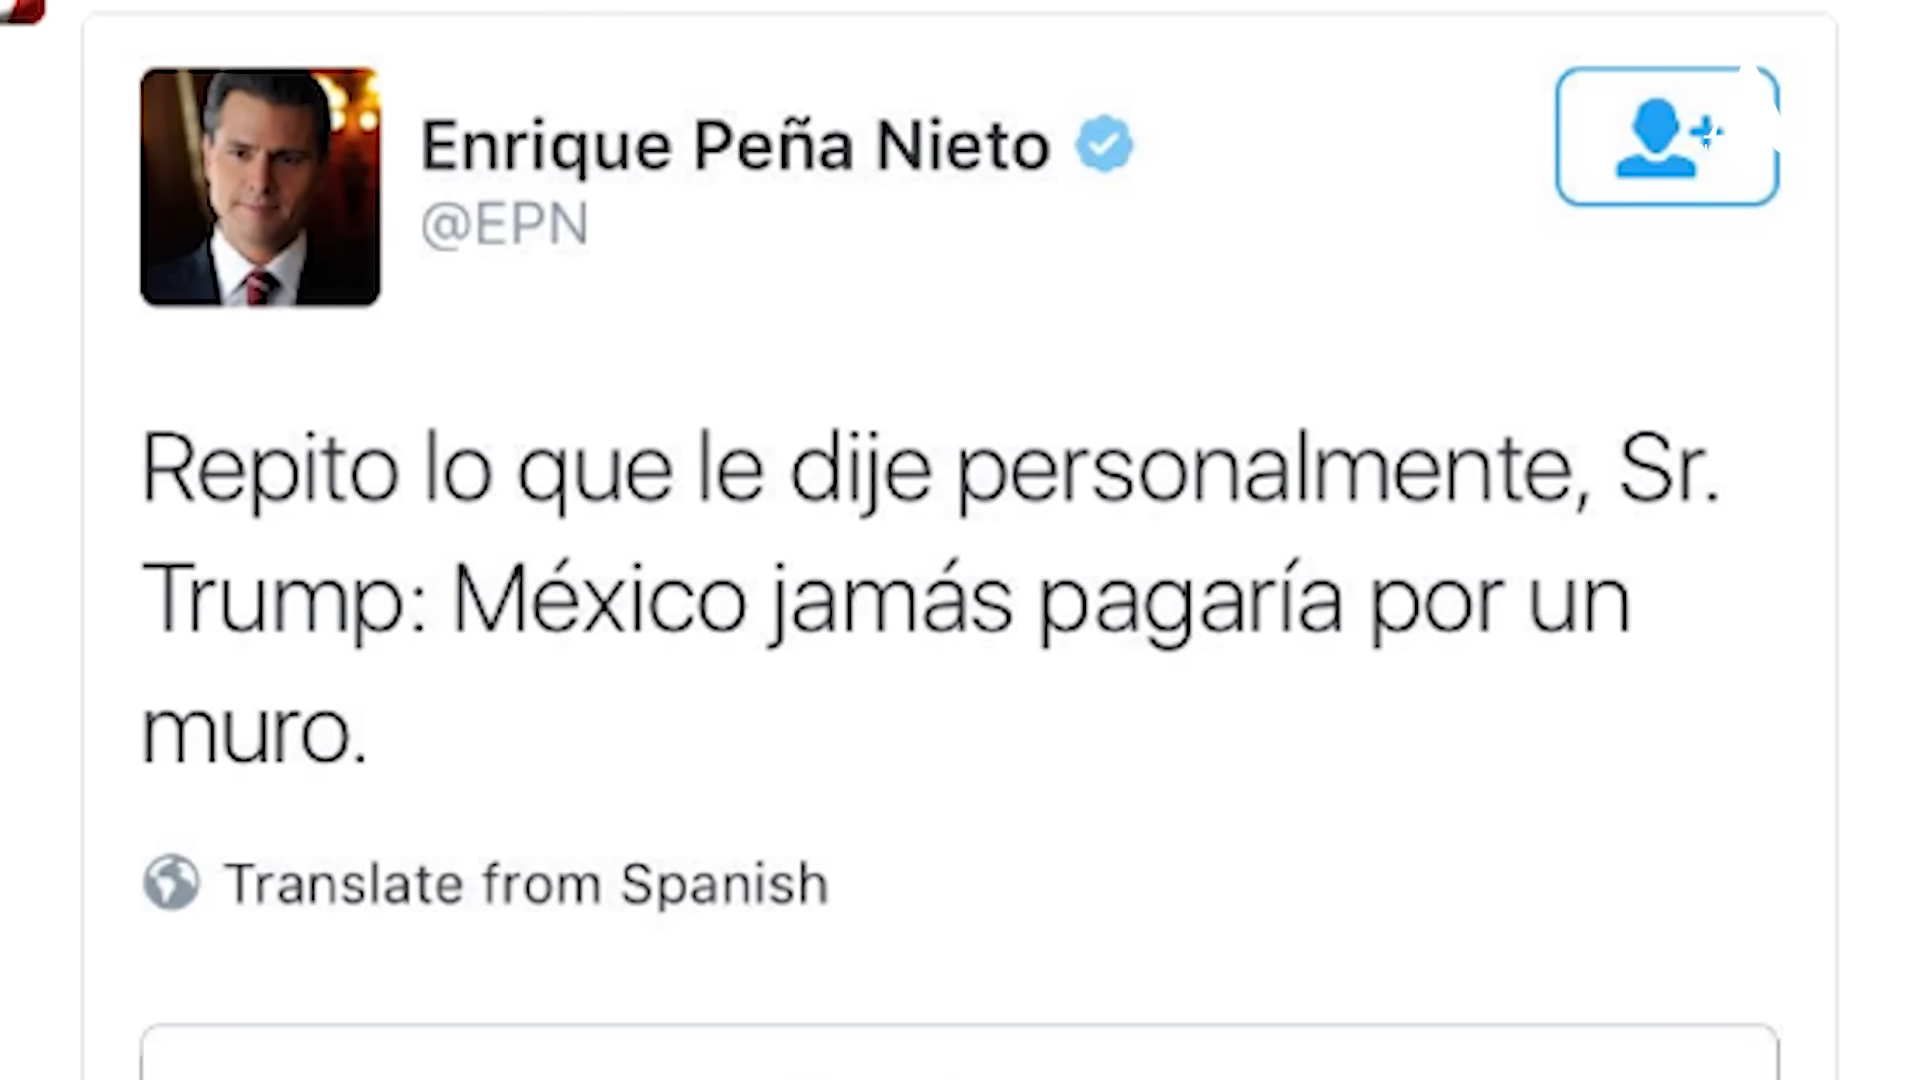 Enrique Peña Nieto
@EPN
Repito lo que le dije personalmente, Sr.
Trump: México jamás pagaría por un
muro.
Translate from Spanish